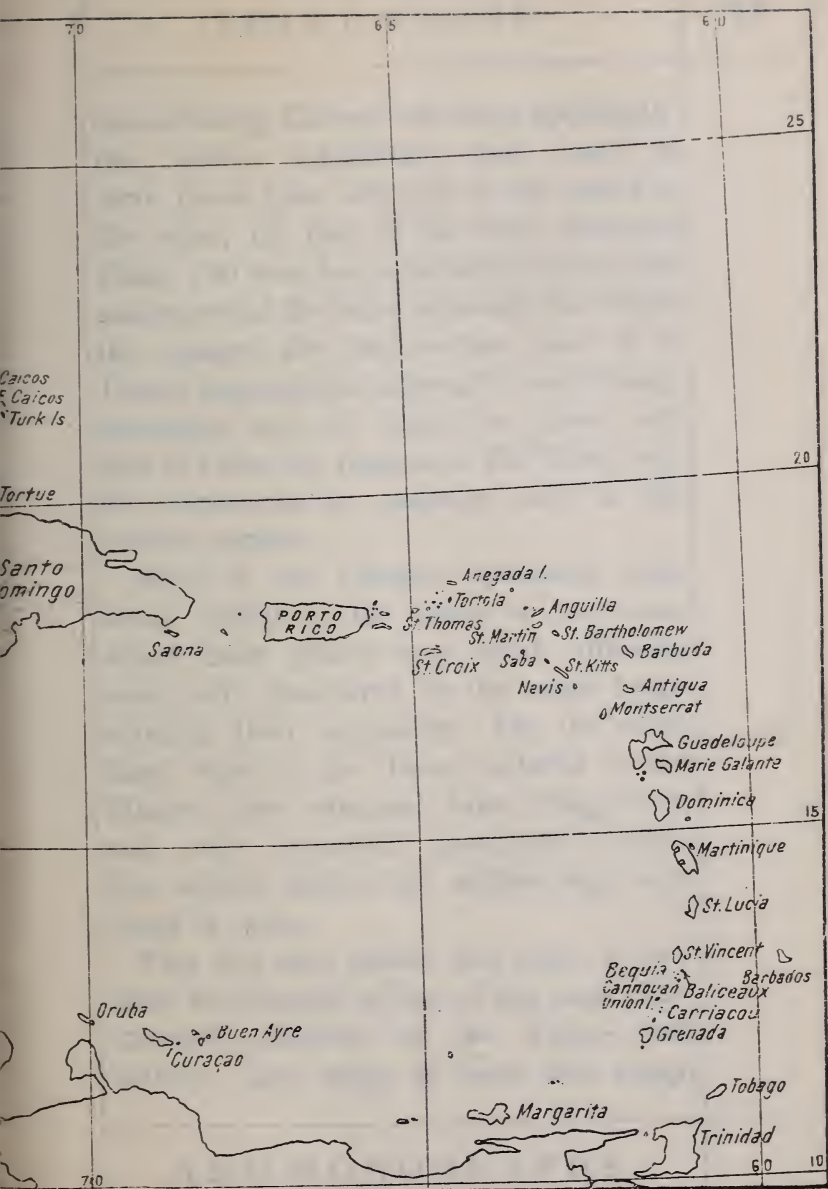 70 65 60
25
Caicos
Caicos
Turk Is
20
Tortue
Santo
omingo
Saona
PORTO
RICO
Anegada I.
Tortola
Anguilla
St Thomas
St. Martin
St. Bartholomew
St. Croix
Saba
St. Kitts
Barbuda
Nevis
Antigua
Montserrat
Guadeloupe
Marie Galante
Dominica
15
Martinique
St. Lucia
St. Vincent
Bequia
Barbados
Cannouan
Baliceaux
Union I.
Carriacou
Grenada
Oruba
Buen Ayre
Curaçao
Tobago
Margarita
Trinidad
70 60 10